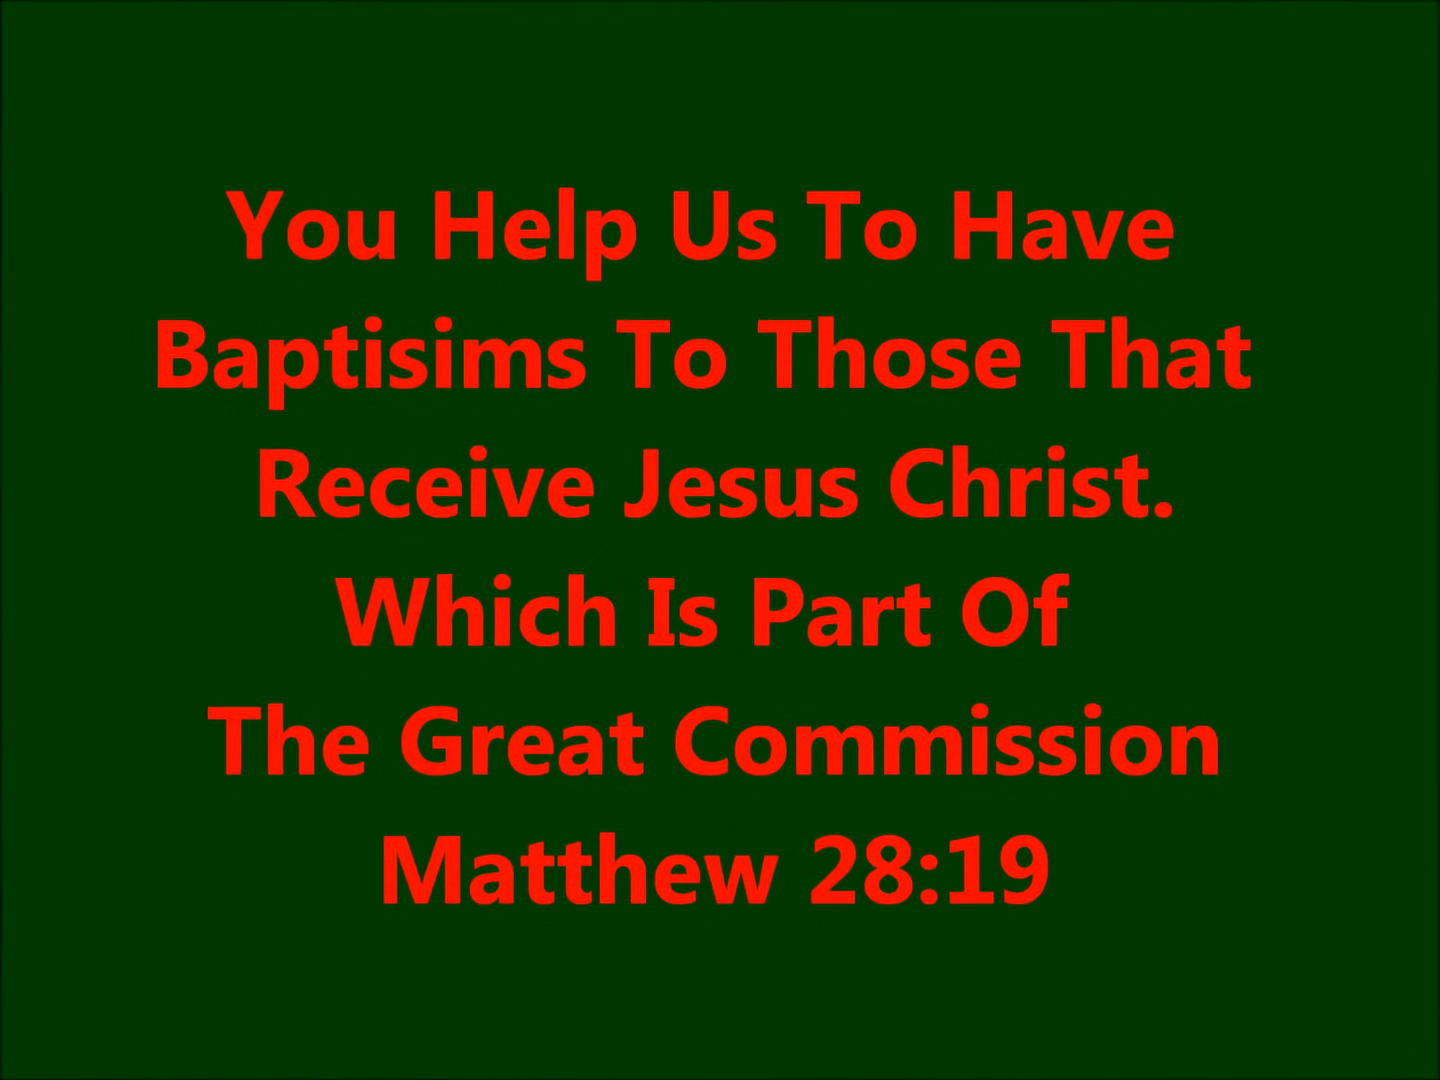 You Help Us To Have
Baptisims To Those That
Receive Jesus Christ.
Which Is Part Of
The Great Commission
Matthew 28:19